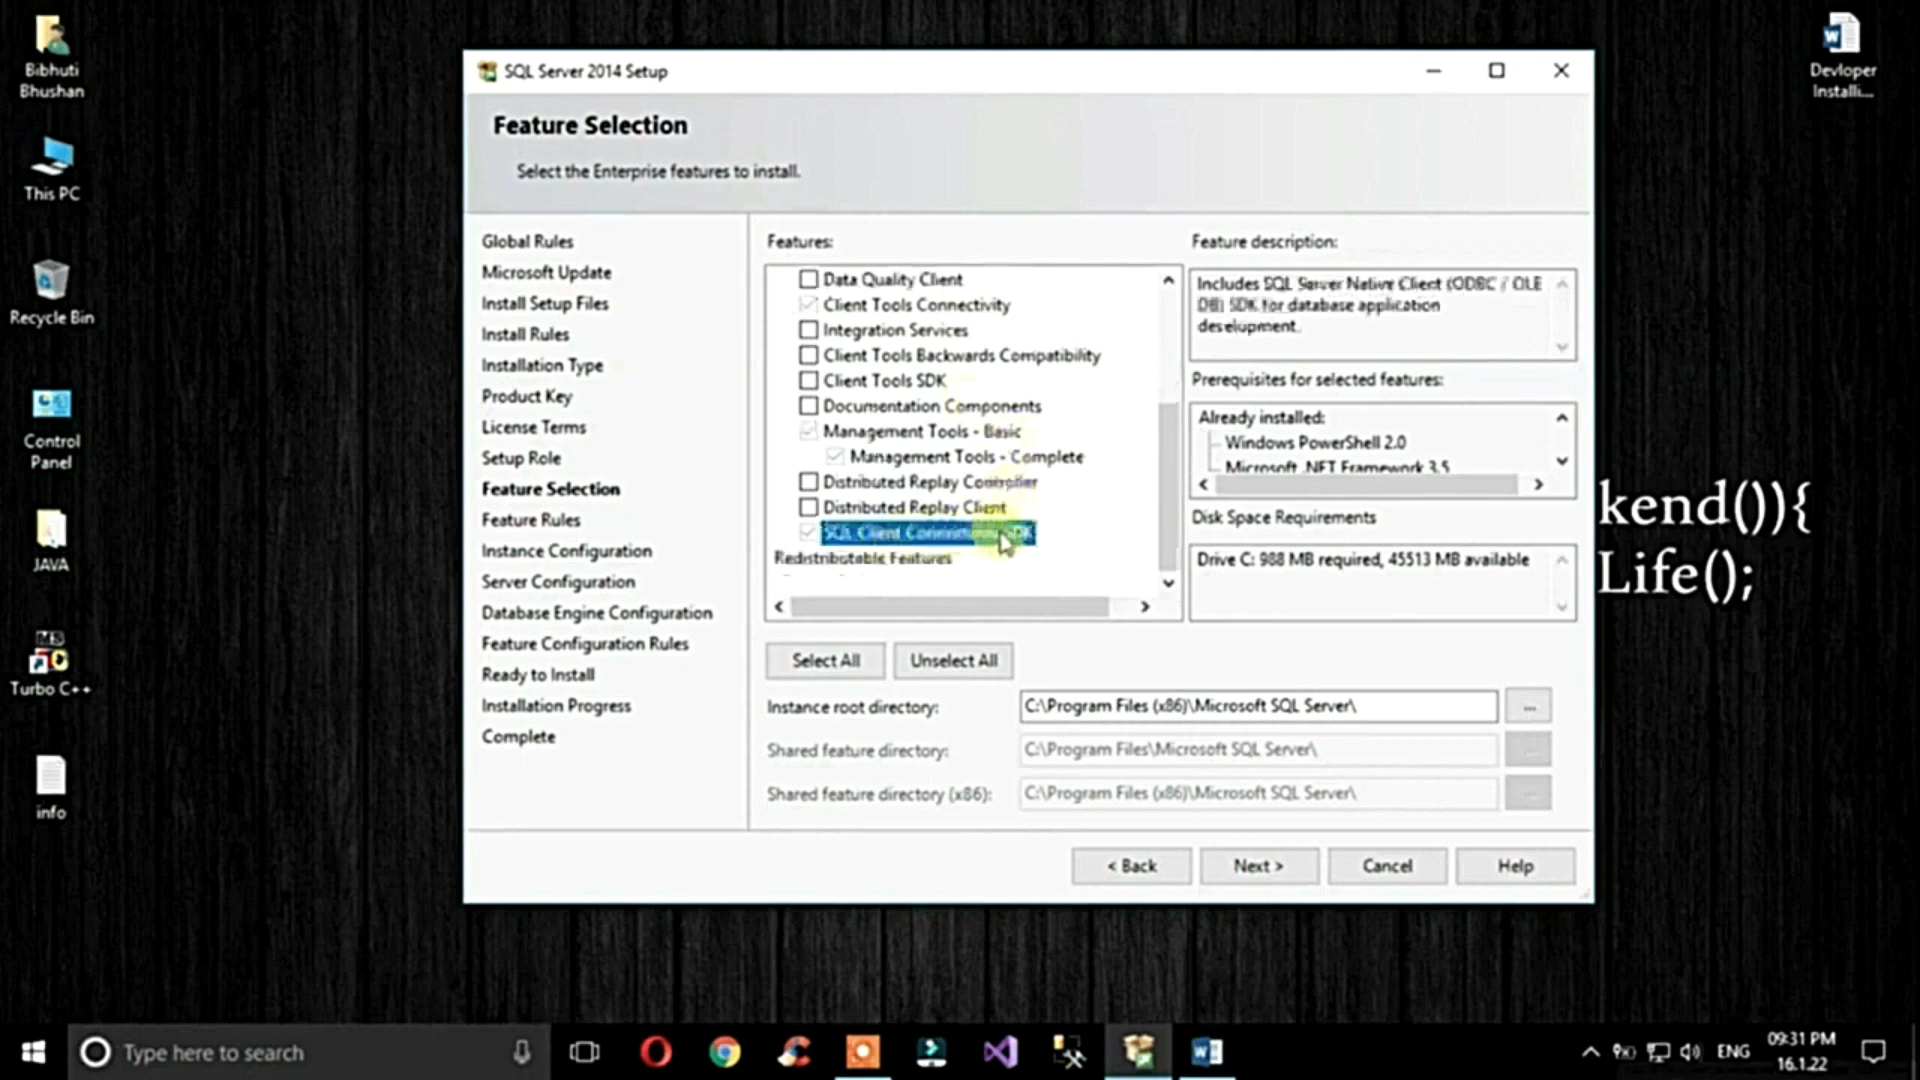 Bibhuti
Bhushan
This PC
Recycle Bin
Control
Panel
JAVA
Turbo C++
info
Devloper
Installi...
kend()){
Life();
SQL Server 2014 Setup
Feature Selection
Select the Enterprise features to install.
Global Rules
Microsoft Update
Install Setup Files
Install Rules
Installation Type
Product Key
License Terms
Setup Role
Feature Selection
Feature Rules
Instance Configuration
Server Configuration
Database Engine Configuration
Feature Configuration Rules
Ready to Install
Installation Progress
Complete
Features:
Data Quality Client
Client Tools Connectivity
Integration Services
Client Tools Backwards Compatibility
Client Tools SDK
Documentation Components
Management Tools - Basic
Management Tools - Complete
Distributed Replay Controller
Distributed Replay Client
SQL Client Connectivity SDK
Redistributable Features
Feature description:
Includes SQL Server Native Client (ODBC / OLE
DB) SDK for database application
development.
Prerequisites for selected features:
Already installed:
Windows PowerShell 2.0
Microsoft .NET Framework 3.5
Disk Space Requirements
Drive C: 988 MB required, 45513 MB available
Select All
Unselect All
Instance root directory:
C:\Program Files (x86)\Microsoft SQL Server\
...
Shared feature directory:
C:\Program Files\Microsoft SQL Server\
...
Shared feature directory (x86):
C:\Program Files (x86)\Microsoft SQL Server\
...
< Back
Next >
Cancel
Help
Type here to search
ENG
09:31 PM
16.1.22